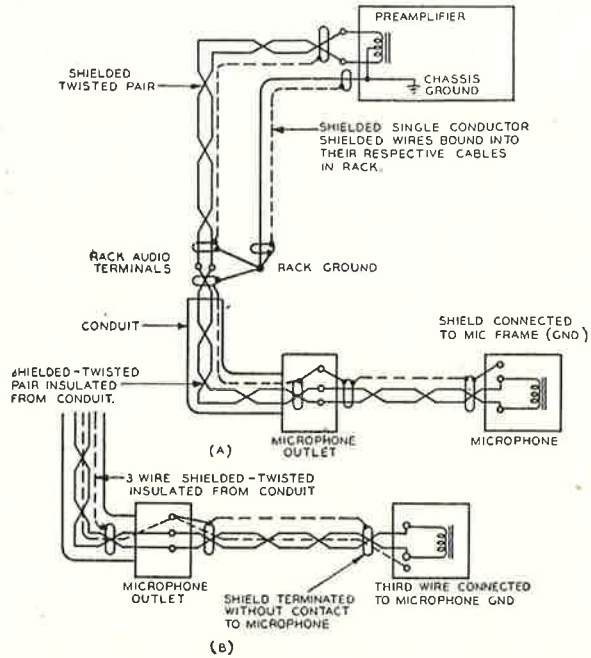 PREAMPLIFIER
CHASSIS
GROUND
SHIELDED
TWISTED PAIR
SHIELDED SINGLE CONDUCTOR
SHIELDED WIRES BOUND INTO
THEIR RESPECTIVE CABLES
IN RACK.
RACK AUDIO
TERMINALS
RACK GROUND
CONDUIT
SHIELD CONNECTED
TO MIC FRAME (GND)
SHIELDED-TWISTED
PAIR INSULATED
FROM CONDUIT.
(A)
MICROPHONE
OUTLET
MICROPHONE
3 WIRE SHIELDED-TWISTED
INSULATED FROM CONDUIT
MICROPHONE
OUTLET
SHIELD TERMINATED
WITHOUT CONTACT
TO MICROPHONE
THIRD WIRE CONNECTED
TO MICROPHONE GND
(B)